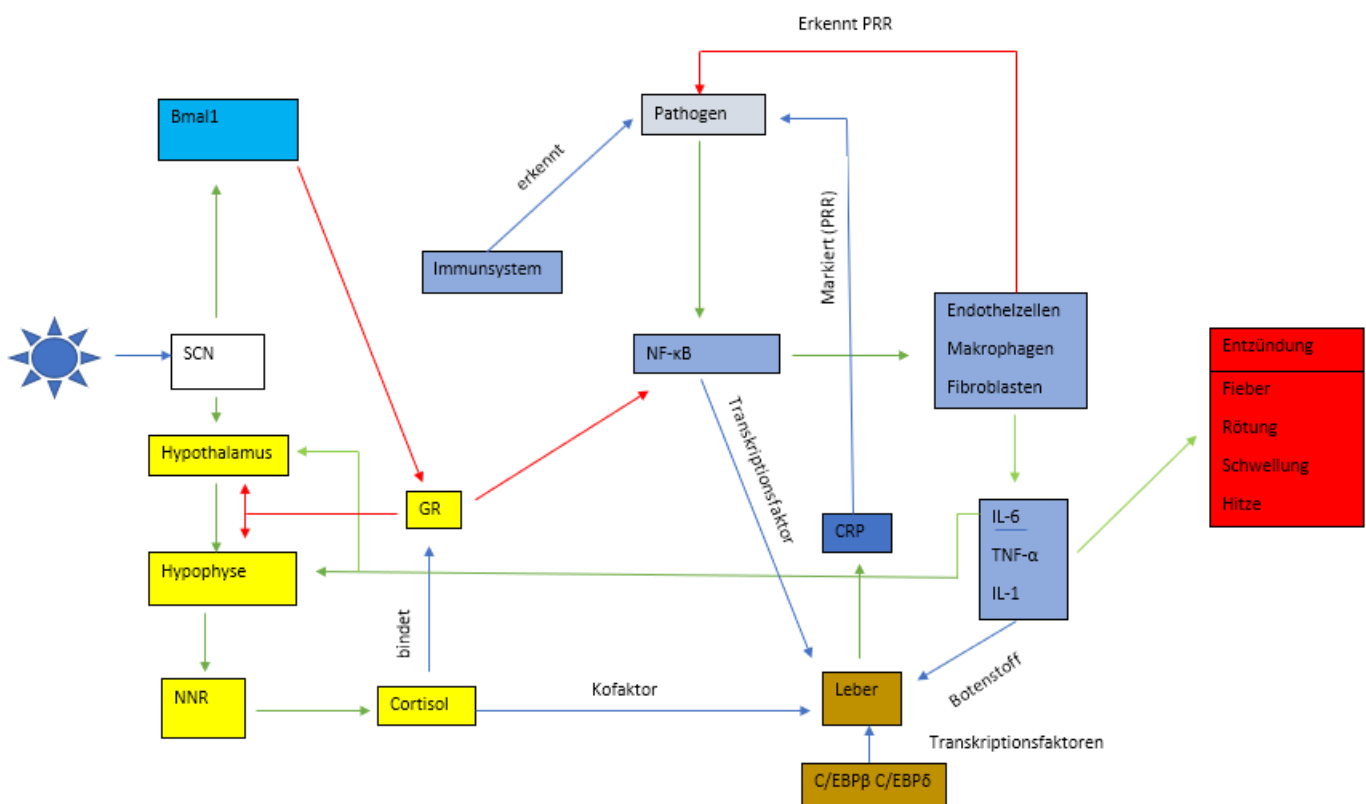 Erkennt PRR
Bmal1
Pathogen
erkennt
Immunsystem
Markiert (PRR)
Endothelzellen
Makrophagen
Fibroblasten
SCN
NF-κB
Entzündung
Fieber
Rötung
Schwellung
Hitze
Transkriptionsfaktor
Hypothalamus
GR
CRP
IL-6
TNF-α
IL-1
Hypophyse
bindet
Botenstoff
NNR
Cortisol
Kofaktor
Leber
Transkriptionsfaktoren
C/EBPβ C/EBPδ